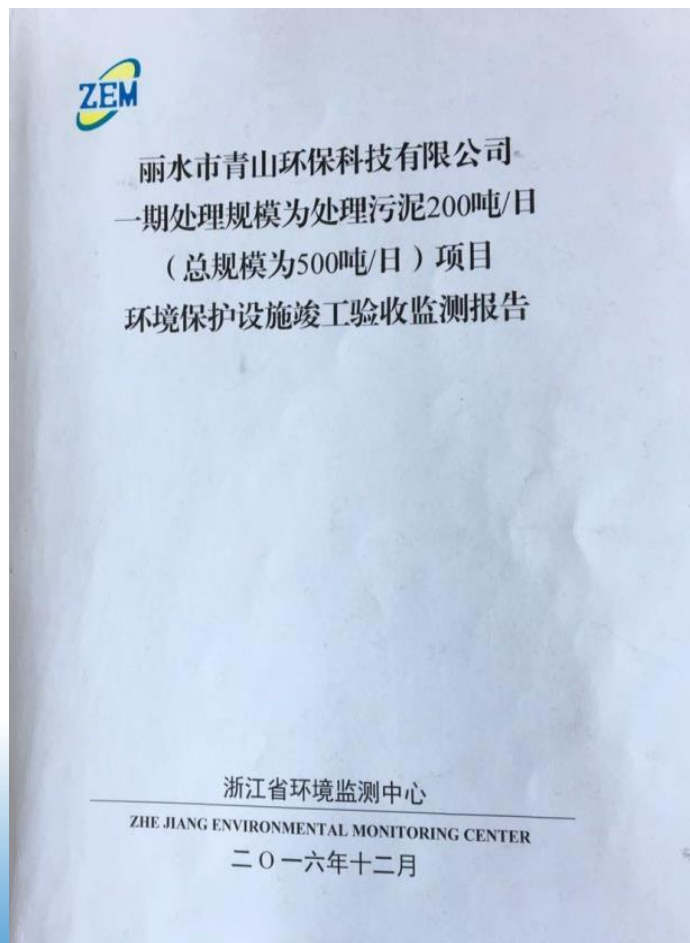 ZEM
丽水市青山环保科技有限公司
一期处理规模为处理污泥200吨/日
（总规模为500吨/日）项目
环境保护设施竣工验收监测报告
浙江省环境监测中心
ZHE JIANG ENVIRONMENTAL MONITORING CENTER
二O一六年十二月